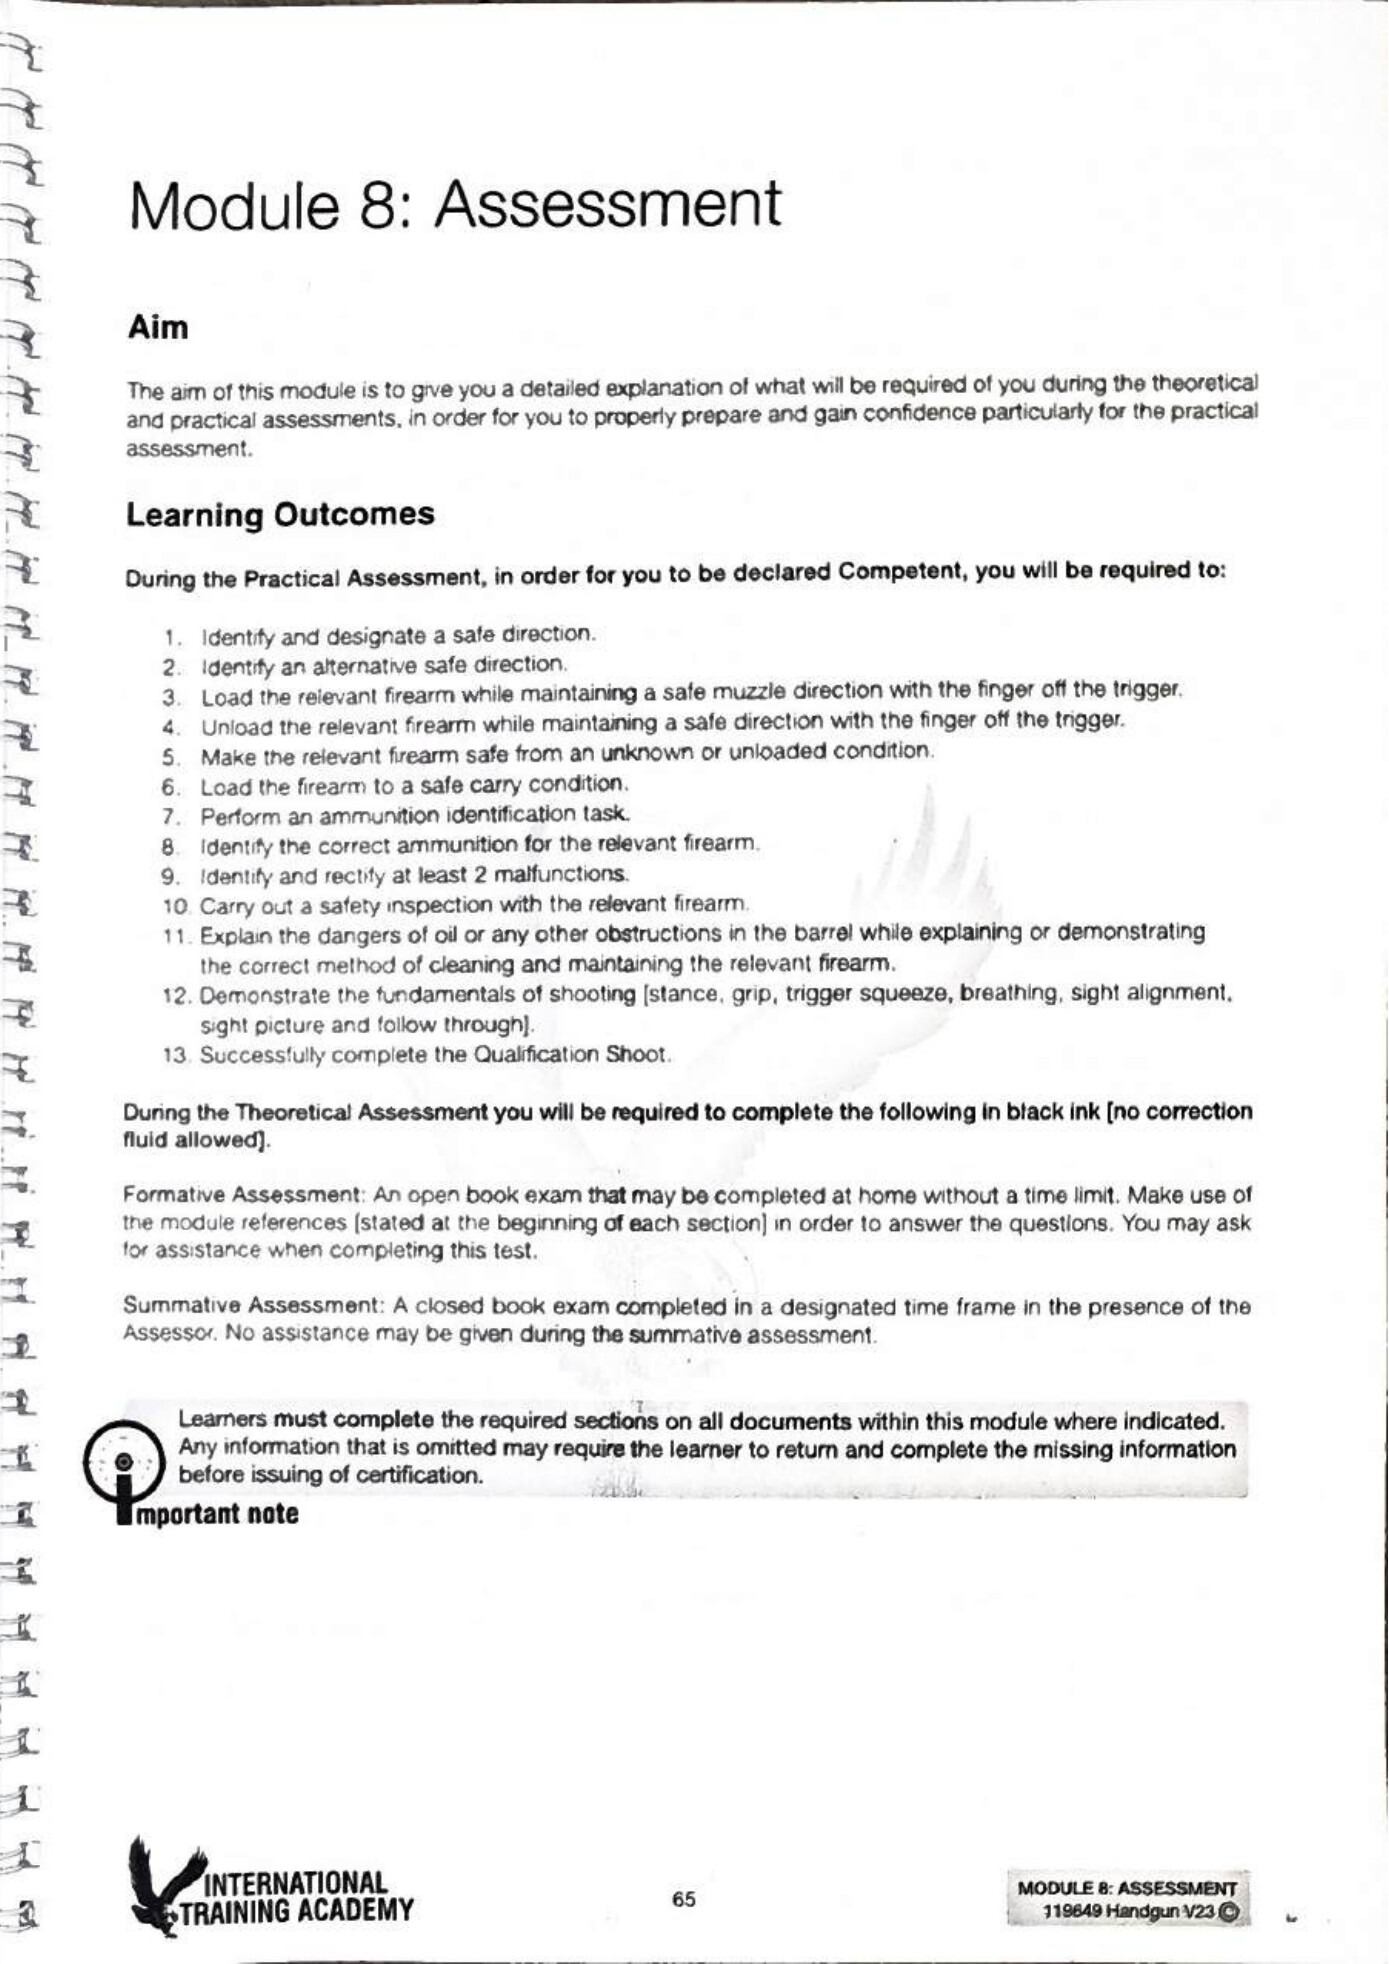 Module 8: Assessment
Aim
The aim of this module is to give you a detailed explanation of what will be required of you during the theoretical
and practical assessments, in order for you to properly prepare and gain confidence particularly for the practical
assessment.
Learning Outcomes
During the Practical Assessment, in order for you to be declared Competent, you will be required to:
1. Identify and designate a safe direction.
2. Identify an alternative safe direction.
3. Load the relevant firearm while maintaining a safe muzzle direction with the finger off the trigger.
4. Unload the relevant firearm while maintaining a safe direction with the finger off the trigger.
5. Make the relevant firearm safe from an unknown or unloaded condition.
6. Load the firearm to a safe carry condition.
7. Perform an ammunition identification task.
8. Identify the correct ammunition for the relevant firearm.
9. Identify and rectify at least 2 malfunctions.
10. Carry out a safety inspection with the relevant firearm.
11. Explain the dangers of oil or any other obstructions in the barrel while explaining or demonstrating
the correct method of cleaning and maintaining the relevant firearm.
12. Demonstrate the fundamentals of shooting [stance, grip, trigger squeeze, breathing, sight alignment,
sight picture and follow through].
13. Successfully complete the Qualification Shoot.
During the Theoretical Assessment you will be required to complete the following in black ink [no correction
fluid allowed].
Formative Assessment: An open book exam that may be completed at home without a time limit. Make use of
the module references [stated at the beginning of each section] in order to answer the questions. You may ask
for assistance when completing this test.
Summative Assessment: A closed book exam completed in a designated time frame in the presence of the
Assessor. No assistance may be given during the summative assessment.
Learners must complete the required sections on all documents within this module where indicated.
Any information that is omitted may require the learner to return and complete the missing information
before issuing of certification.
important note
INTERNATIONAL
TRAINING ACADEMY
65
MODULE 8: ASSESSMENT
119649 Handgun V23 ©